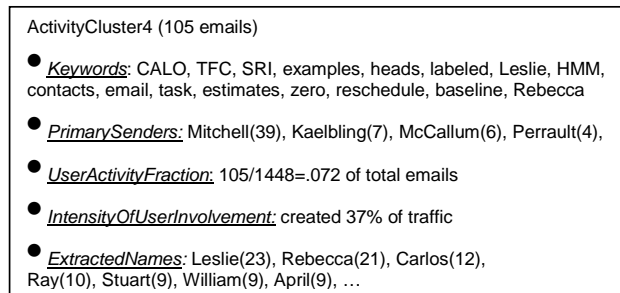 ActivityCluster4 (105 emails)
● Keywords: CALO, TFC, SRI, examples, heads, labeled, Leslie, HMM,
contacts, email, task, estimates, zero, reschedule, baseline, Rebecca
● PrimarySenders: Mitchell(39), Kaelbling(7), McCallum(6), Perrault(4),
● UserActivityFraction: 105/1448=.072 of total emails
● IntensityOfUserInvolvement: created 37% of traffic
● ExtractedNames: Leslie(23), Rebecca(21), Carlos(12),
Ray(10), Stuart(9), William(9), April(9), …